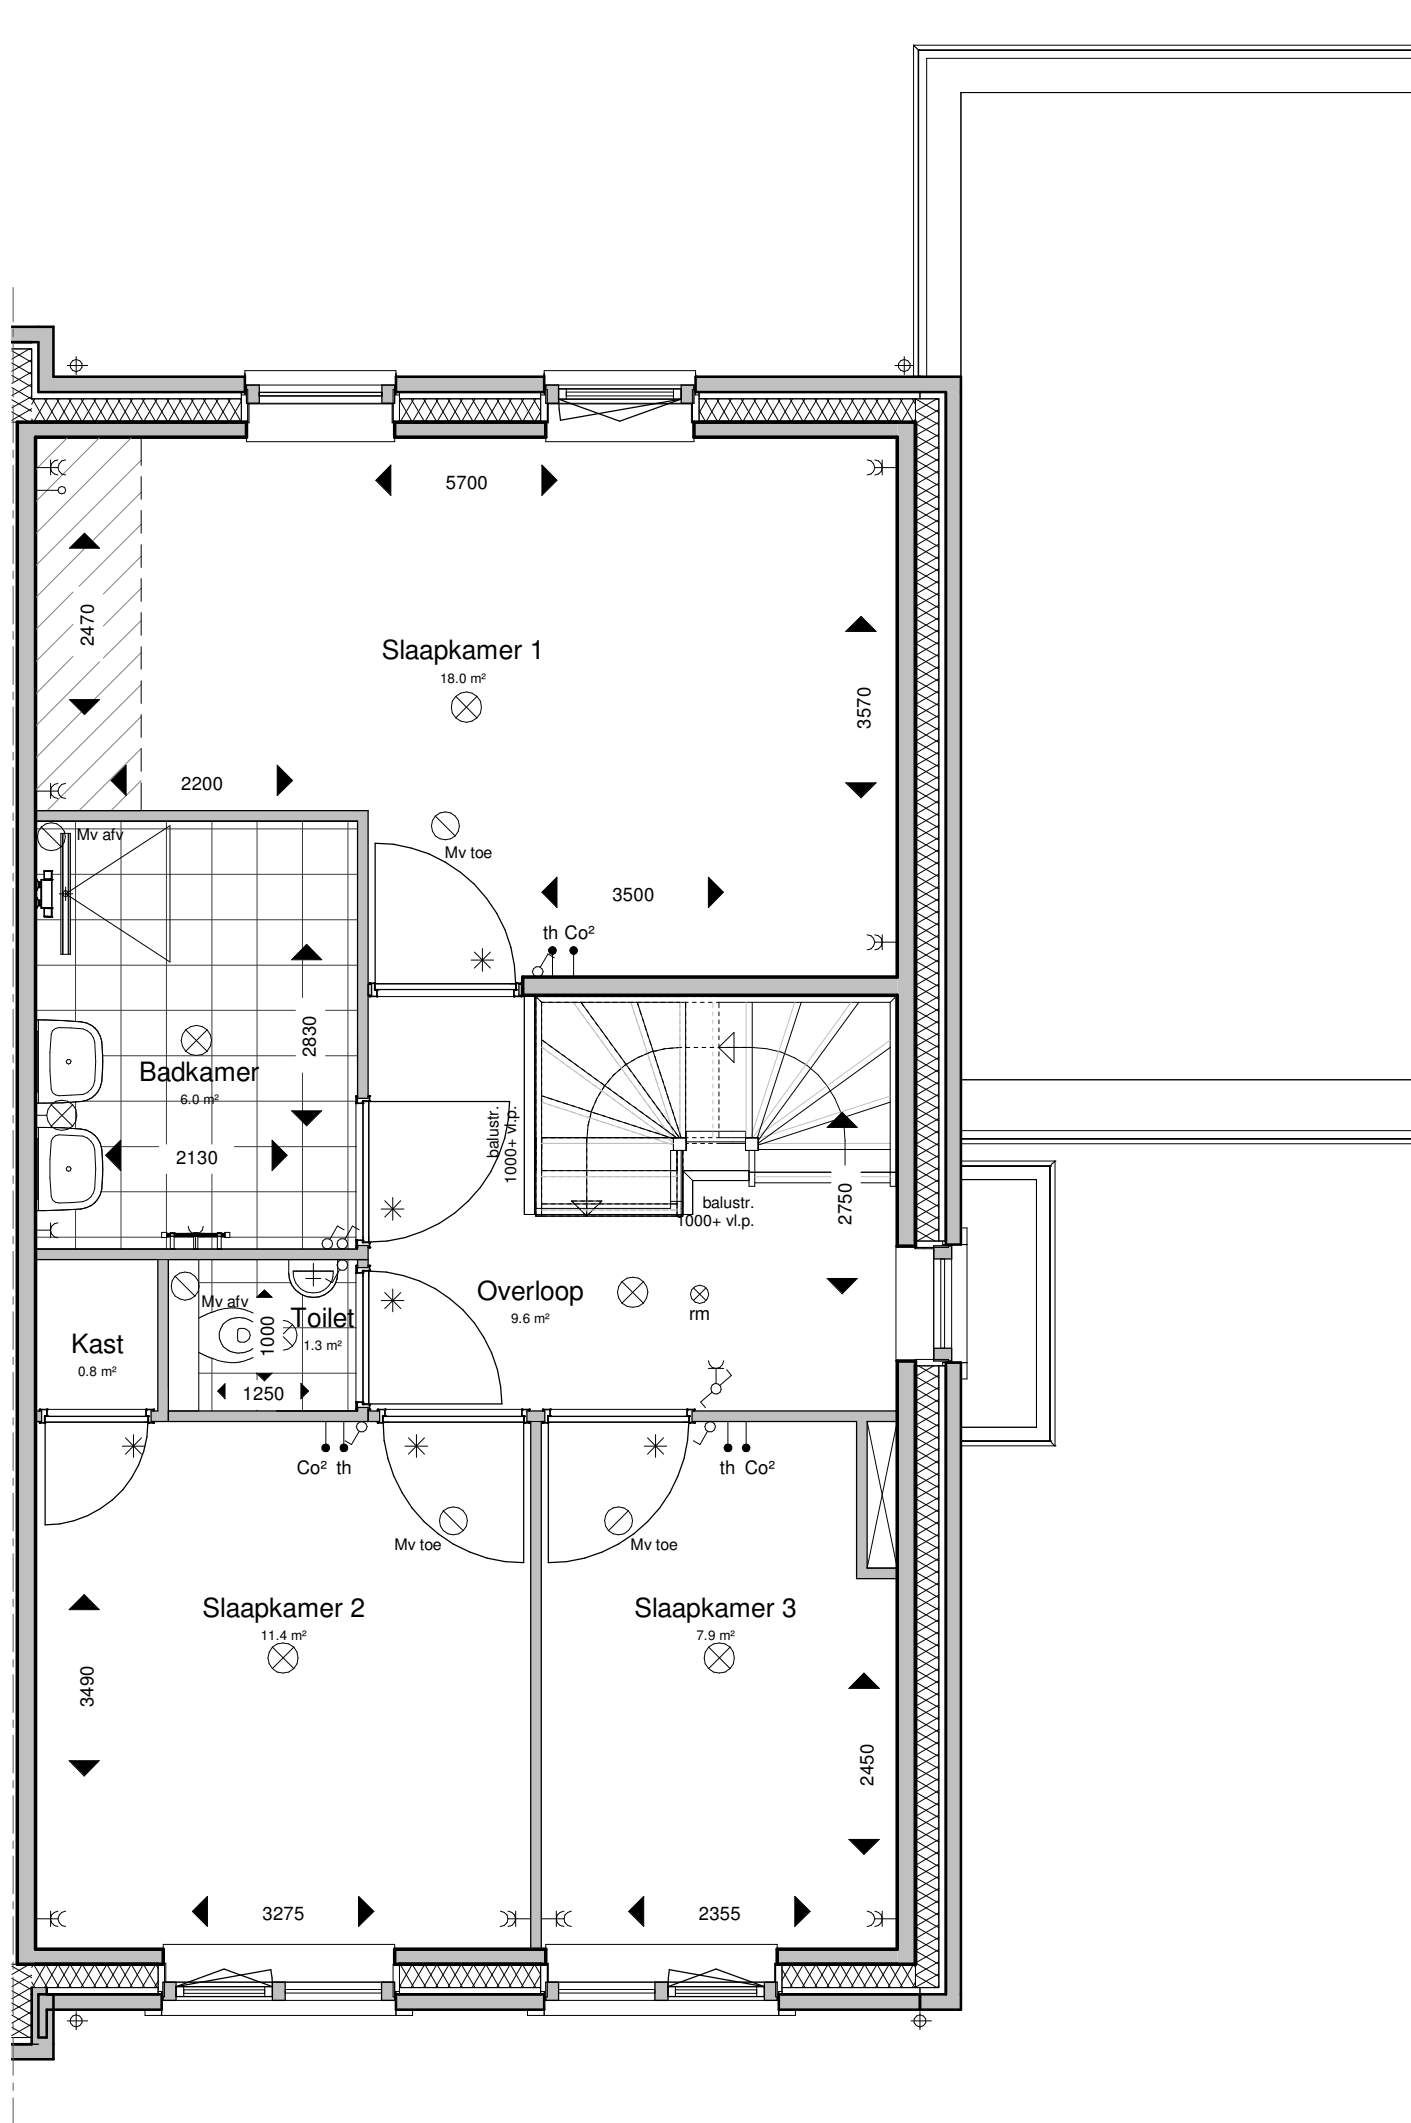 5700
2470
Slaapkamer 1
18.0 m²
3570
2200
Mv afv
Mv toe
3500
th Co²
2830
Badkamer
6.0 m²
balustr.
1000+ vl.p.
2130
balustr.
1000+ vl.p.
2750
Overloop
9.6 m²
rm
Mv afv
Toilet
1.3 m²
1000
1250
Kast
0.8 m²
Co² th
th Co²
Mv toe
Mv toe
Slaapkamer 2
11.4 m²
Slaapkamer 3
7.9 m²
3490
2450
3275
2355